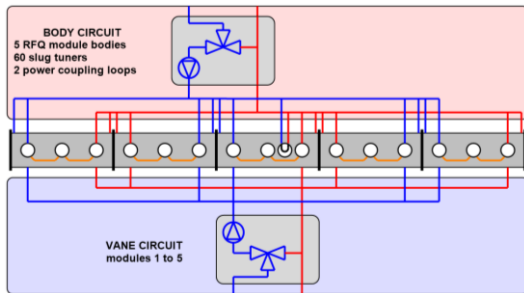 BODY CIRCUIT
5 RFQ module bodies
60 slug tuners
2 power coupling loops
VANE CIRCUIT
modules 1 to 5